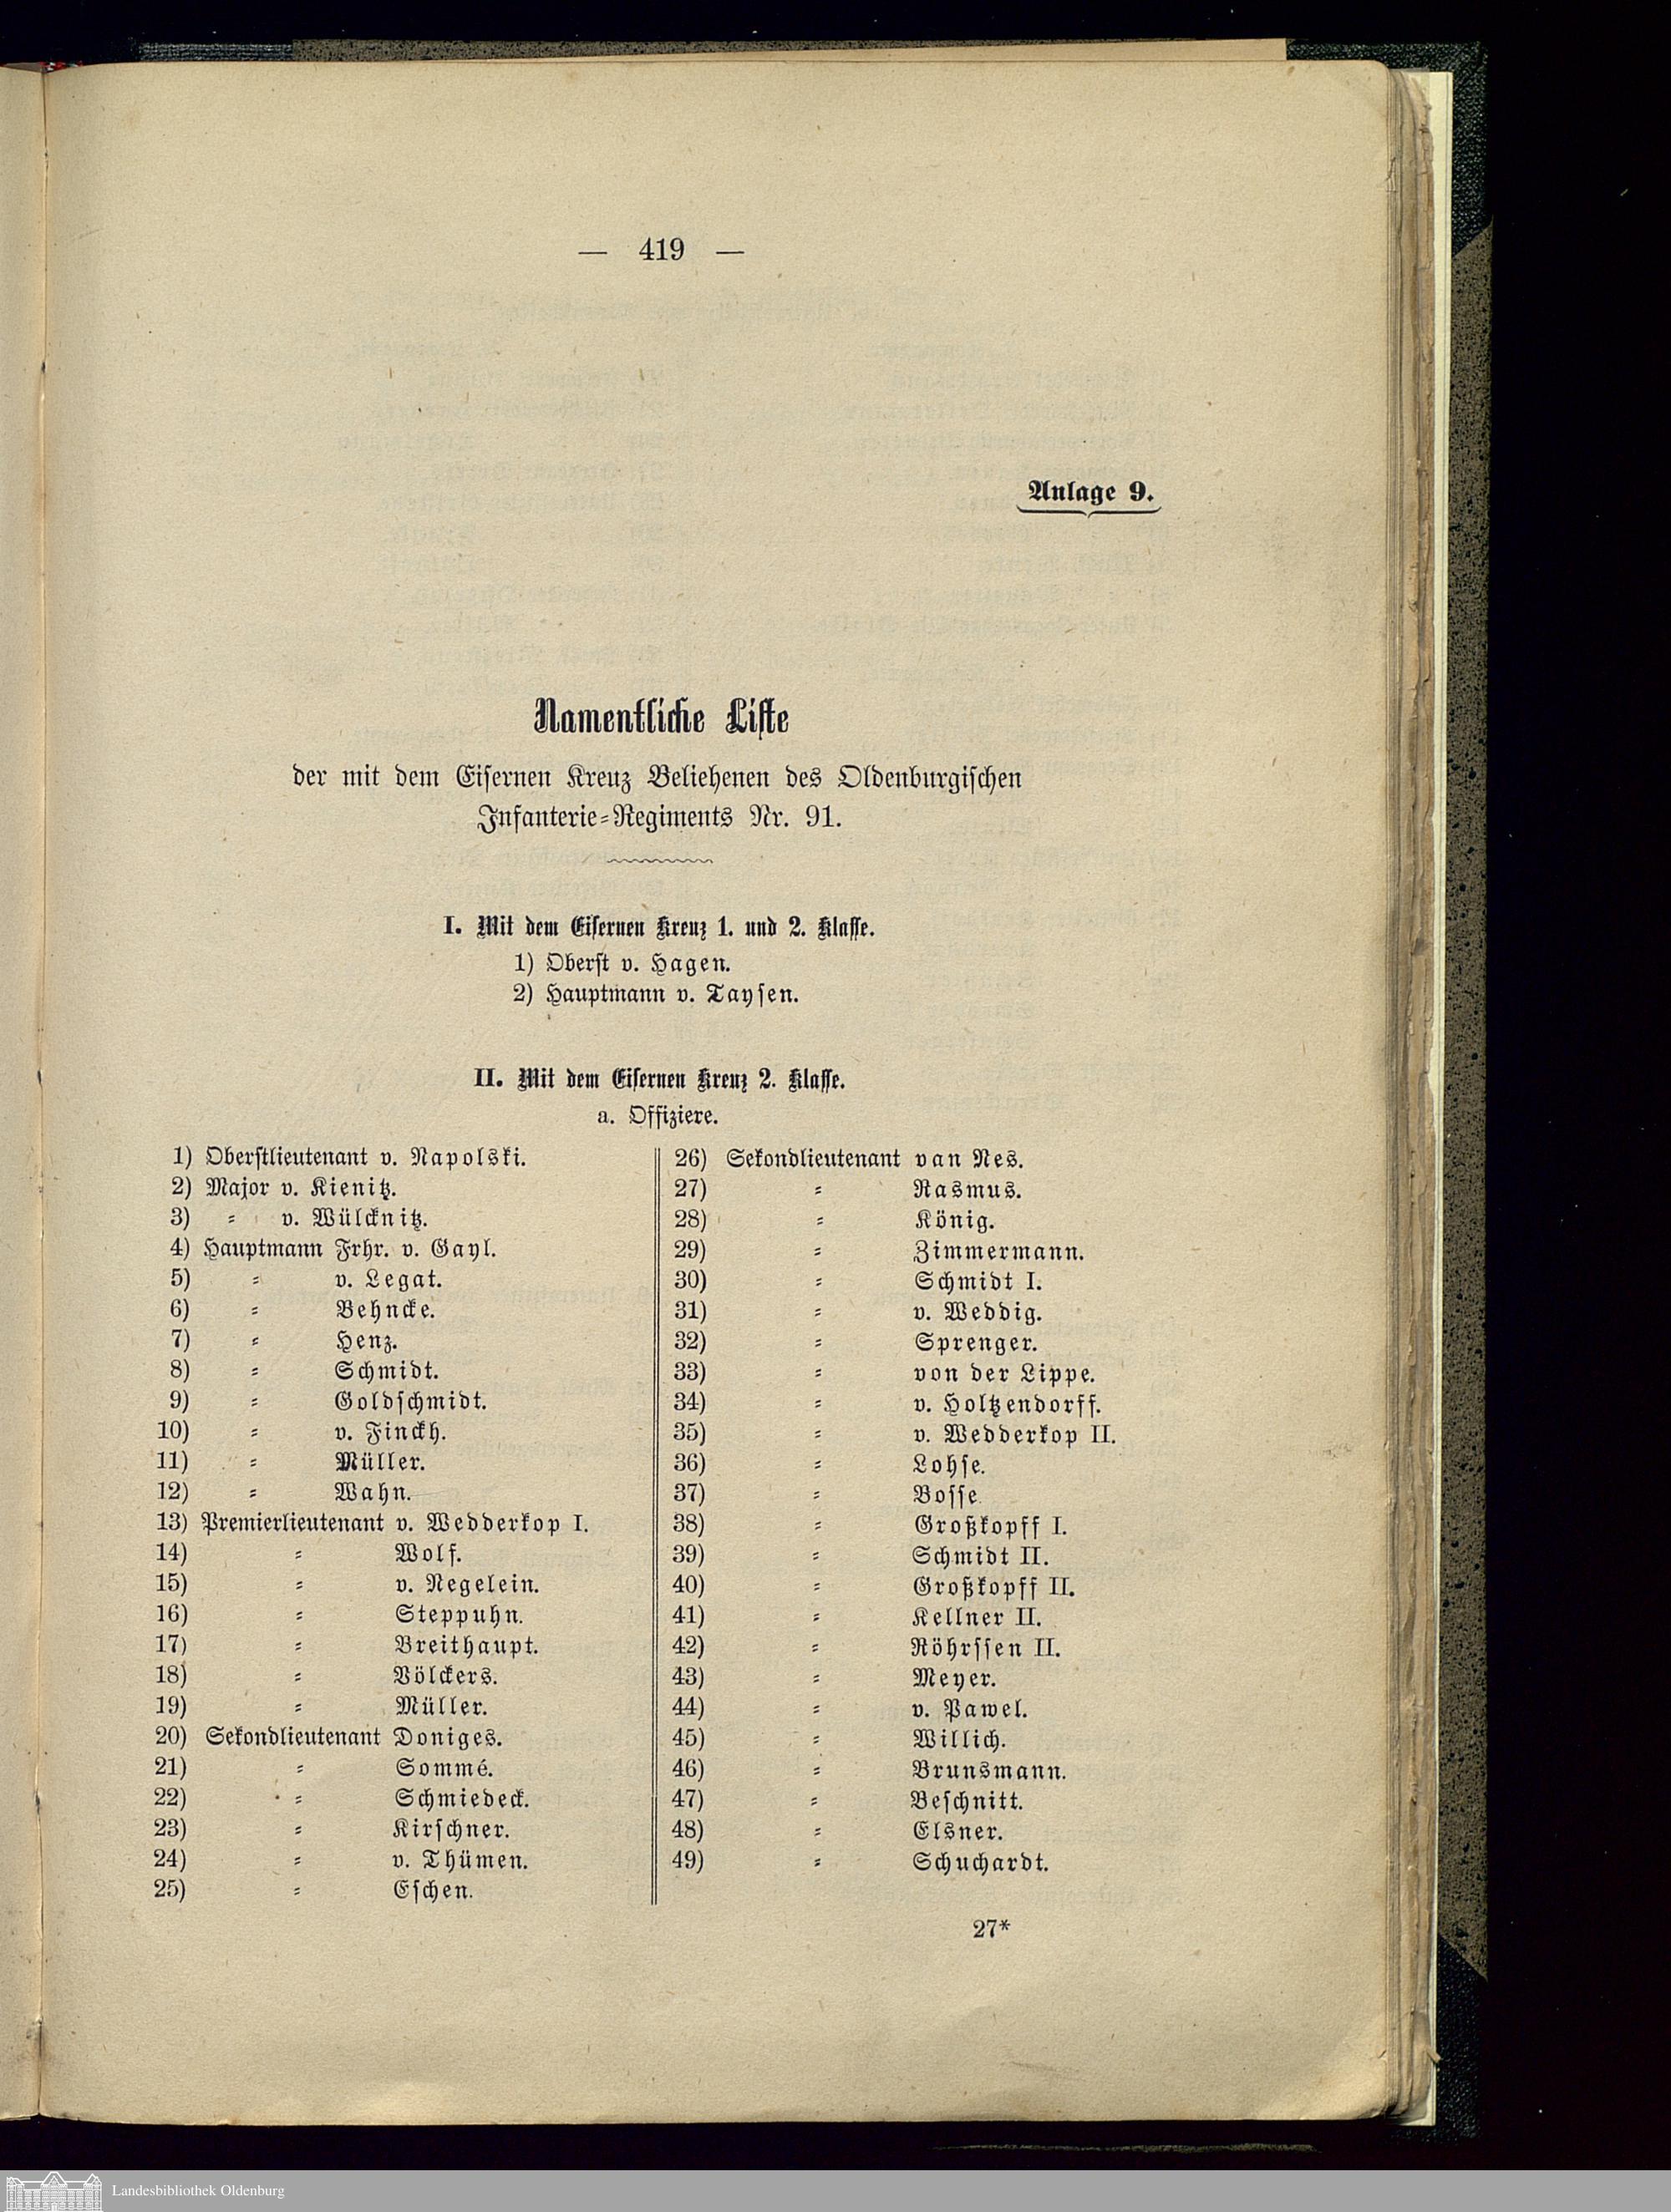 — 419 —
Anlage 9.
Namentliche Liste
der mit dem Eisernen Kreuz Beliehenen des Oldenburgischen
Infanterie-Regiments Nr. 91.
I. Mit dem Eisernen Kreuz 1. und 2. Klasse.
1) Oberst v. Hagen.
2) Hauptmann v. Taysen.
II. Mit dem Eisernen Kreuz 2. Klasse.
a. Offiziere.
1) Oberstlieutenant v. Napolski.
2) Major v. Kienitz.
3) = v. Wülcknitz.
4) Hauptmann Frhr. v. Gayl.
5) = v. Legat.
6) = Behncke.
7) = Henz.
8) = Schmidt.
9) = Goldschmidt.
10) = v. Finckh.
11) = Müller.
12) = Wahn.
13) Premierlieutenant v. Wedderkop I.
14) = Wolf.
15) = v. Negelein.
16) = Steppuhn.
17) = Breithaupt.
18) = Völckers.
19) = Müller.
20) Sekondlieutenant Doniges.
21) = Sommé.
22) = Schmiedeck.
23) = Kirschner.
24) = v. Thümen.
25) = Eschen.
26) Sekondlieutenant van Nes.
27) = Rasmus.
28) = König.
29) = Zimmermann.
30) = Schmidt I.
31) = v. Weddig.
32) = Sprenger.
33) = von der Lippe.
34) = v. Holtzendorff.
35) = v. Wedderkop II.
36) = Lohse.
37) = Bosse.
38) = Großkopff I.
39) = Schmidt II.
40) = Großkopff II.
41) = Kellner II.
42) = Röhrssen II.
43) = Meyer.
44) = v. Pawel.
45) = Willich.
46) = Brunsmann.
47) = Beschnitt.
48) = Elsner.
49) = Schuchardt.
27*
Landesbibliothek Oldenburg